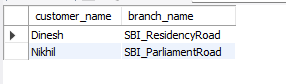 customer_name branch_name
Dinesh SBI_ResidencyRoad
Nikhil SBI_ParliamentRoad